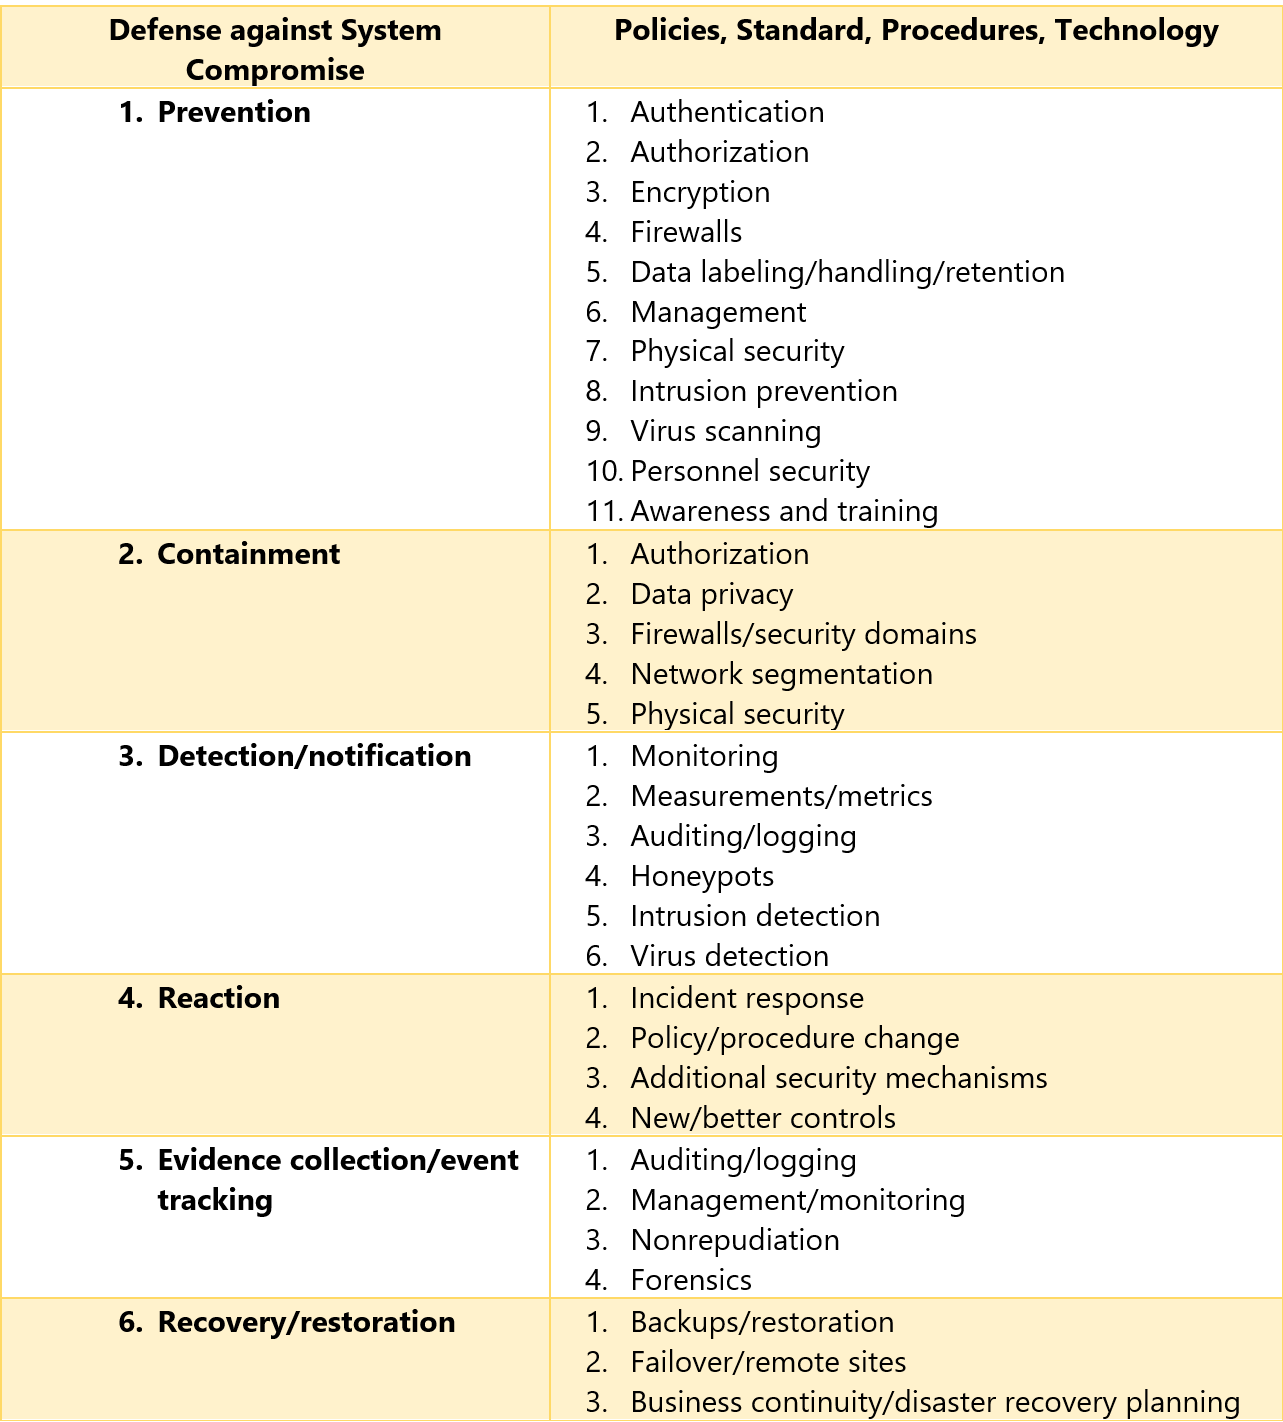 Defense against System
Compromise
Policies, Standard, Procedures, Technology
1. Prevention
1. Authentication
2. Authorization
3. Encryption
4. Firewalls
5. Data labeling/handling/retention
6. Management
7. Physical security
8. Intrusion prevention
9. Virus scanning
10. Personnel security
11. Awareness and training
2. Containment
1. Authorization
2. Data privacy
3. Firewalls/security domains
4. Network segmentation
5. Physical security
3. Detection/notification
1. Monitoring
2. Measurements/metrics
3. Auditing/logging
4. Honeypots
5. Intrusion detection
6. Virus detection
4. Reaction
1. Incident response
2. Policy/procedure change
3. Additional security mechanisms
4. New/better controls
5. Evidence collection/event
tracking
1. Auditing/logging
2. Management/monitoring
3. Nonrepudiation
4. Forensics
6. Recovery/restoration
1. Backups/restoration
2. Failover/remote sites
3. Business continuity/disaster recovery planning